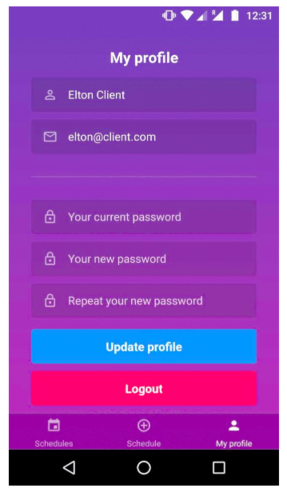 12:31
My profile
Elton Client
elton@client.com
Your current password
Your new password
Repeat your new password
Update profile
Logout
Schedules Schedule My profile